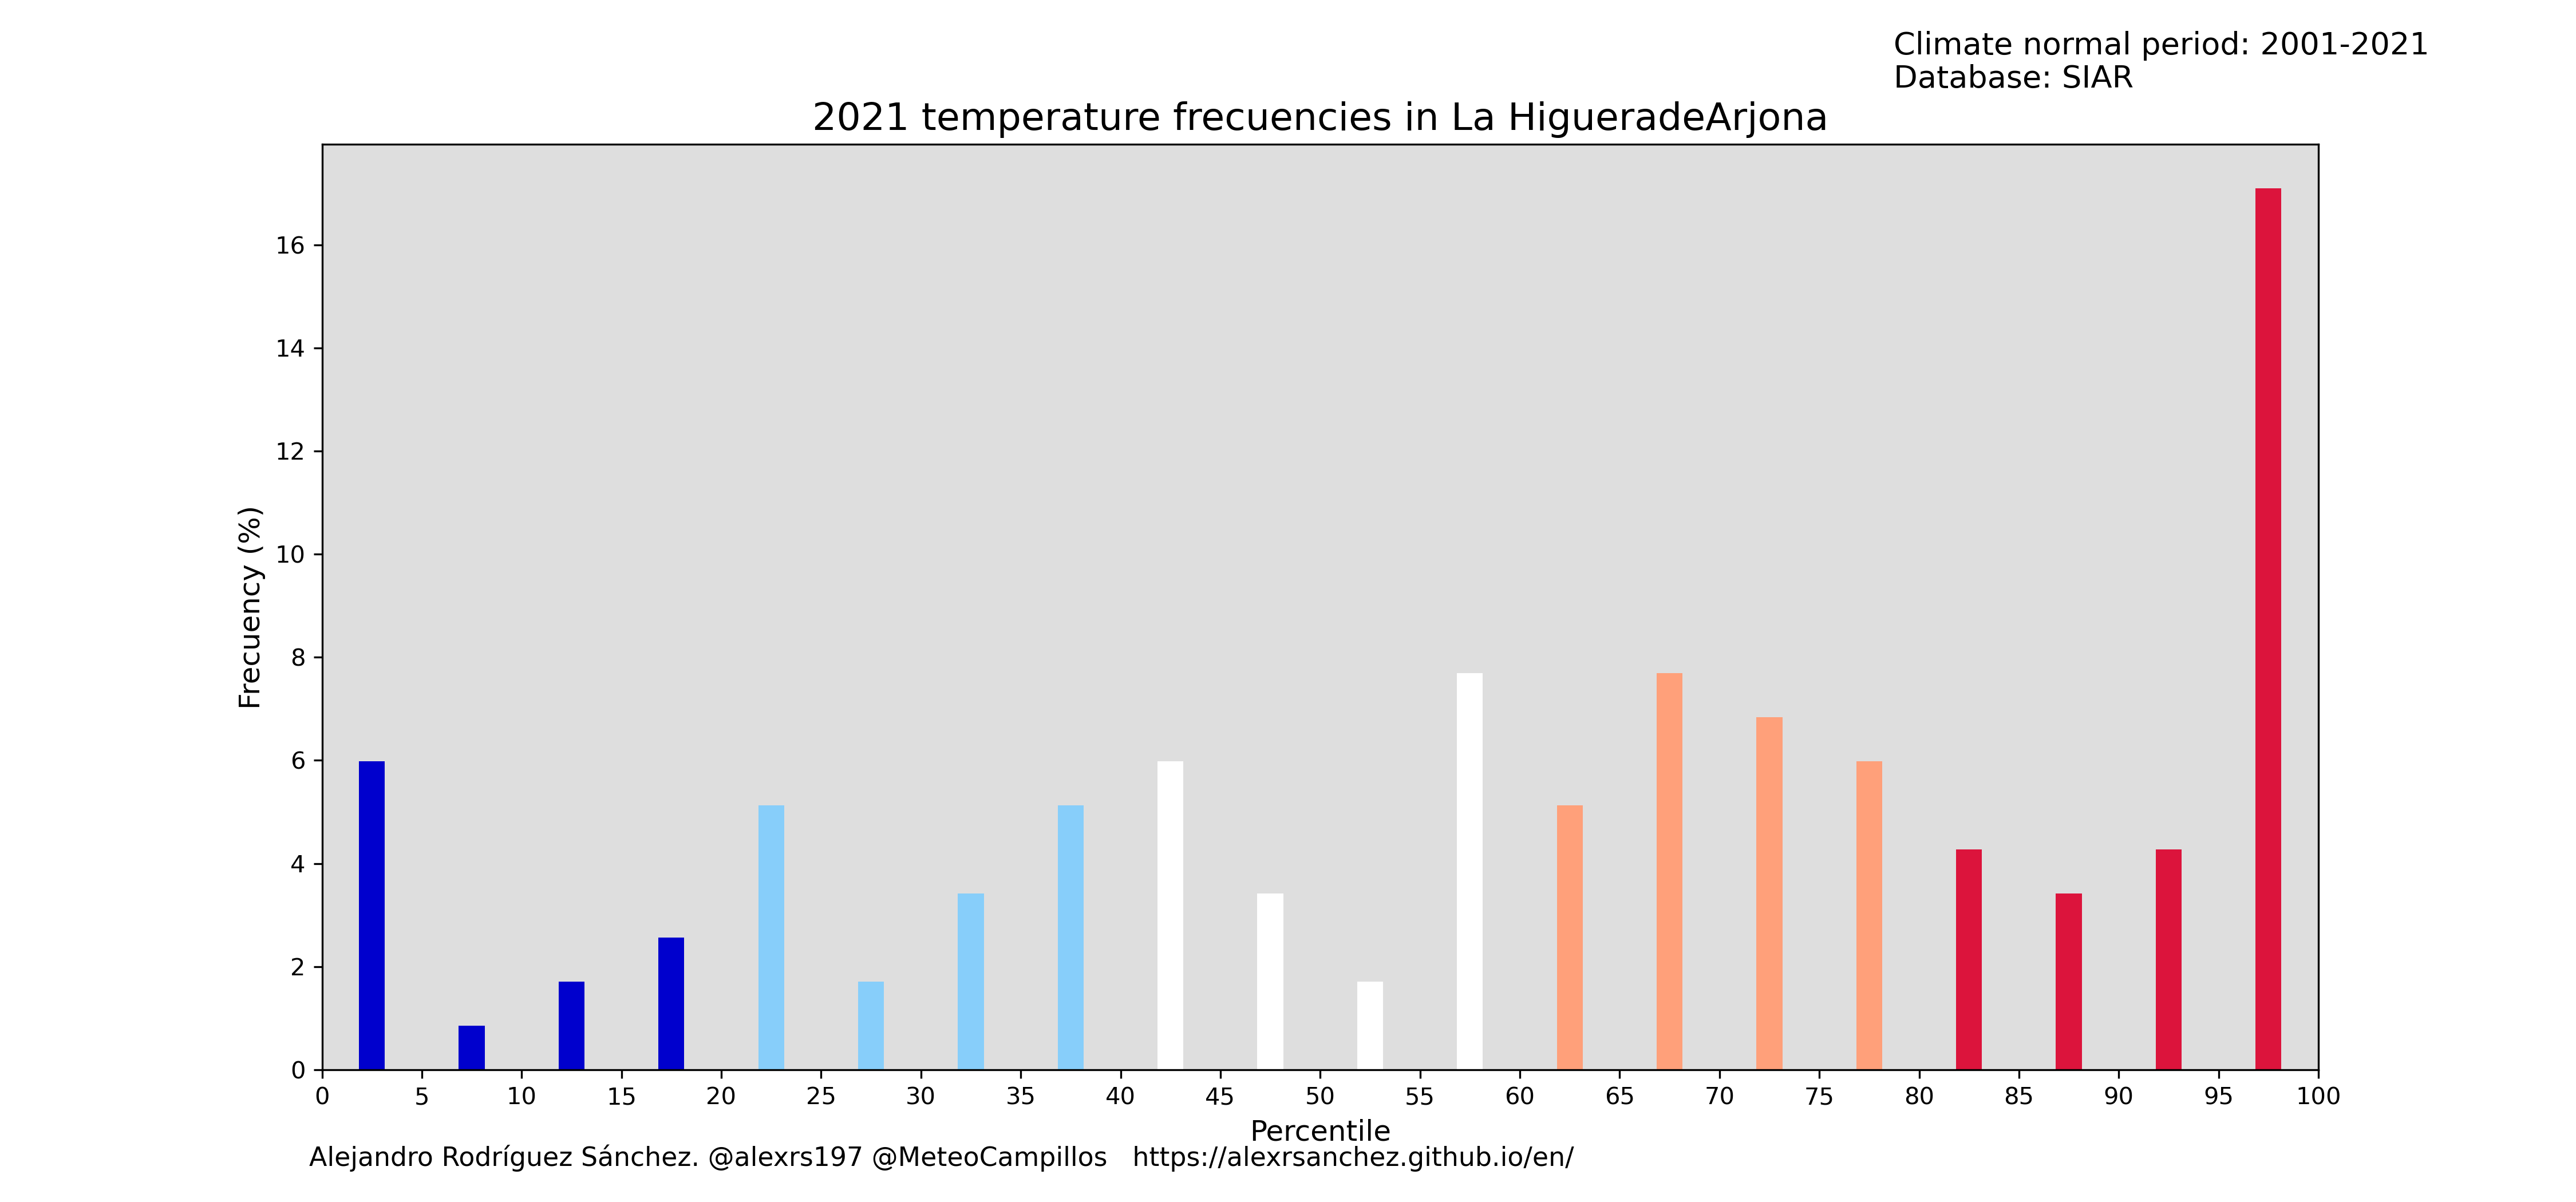 Climate normal period: 2001-2021
Database: SIAR
2021 temperature frecuencies in La HigueradeArjona
Frecuency (%)
16
14
12
10
8
6
4
2
0
0 5 10 15 20 25 30 35 40 45 50 55 60 65 70 75 80 85 90 95 100
Percentile
Alejandro Rodríguez Sánchez. @alexrs197 @MeteoCampillos https://alexrsanchez.github.io/en/